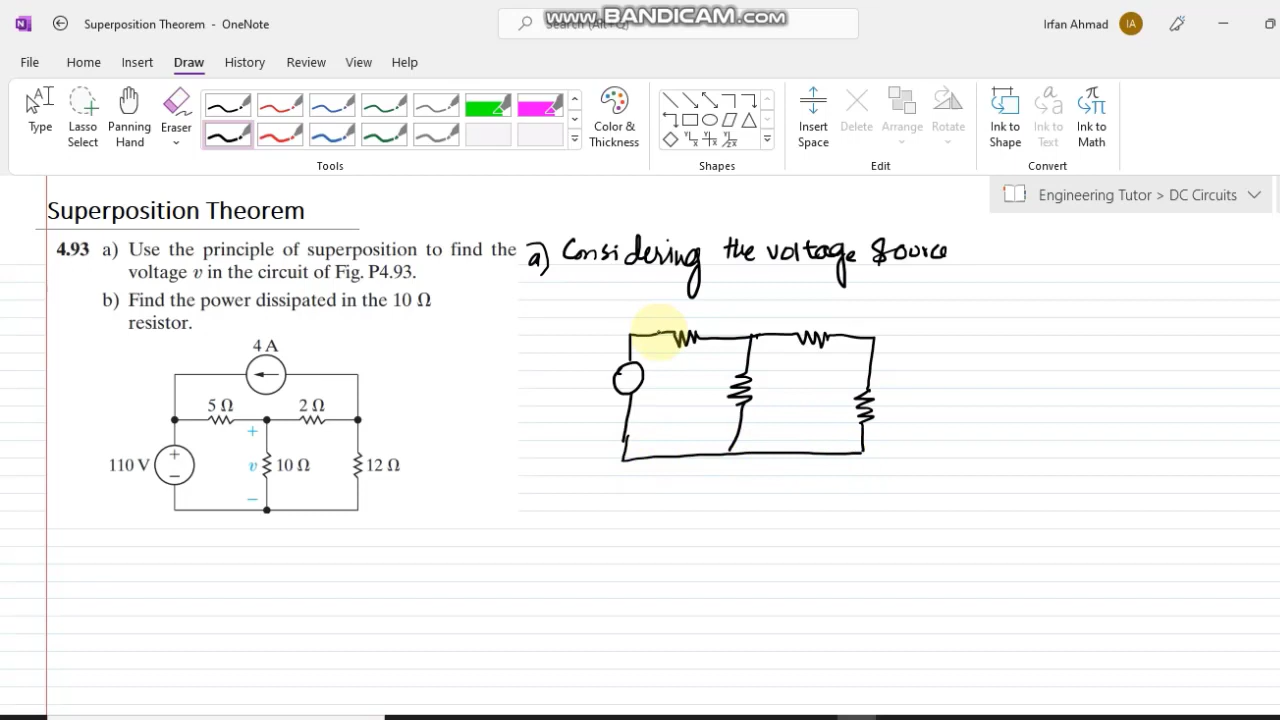 www.BANDICAM.com
Superposition Theorem - OneNote
Irfan Ahmad
IA
File Home Insert Draw History Review View Help
Type
Lasso Select
Panning Hand
Eraser
Color & Thickness
Insert Space
Delete
Arrange
Rotate
Ink to Shape
Ink to Text
Ink to Math
Tools
Shapes
Edit
Convert
Engineering Tutor > DC Circuits
Superposition Theorem
4.93 a) Use the principle of superposition to find the
voltage v in the circuit of Fig. P4.93.
b) Find the power dissipated in the 10 Ω
resistor.
a) Considering the voltage source
4 A
5 Ω 2 Ω
+
110 V + − v 10 Ω 12 Ω
−